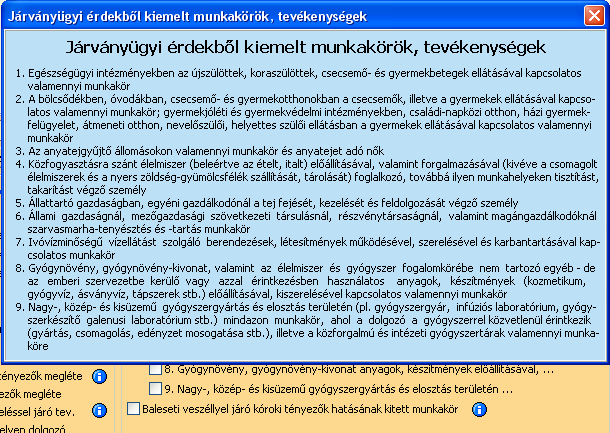 Járványügyi érdekből kiemelt munkakörök, tevékenységek
Járványügyi érdekből kiemelt munkakörök, tevékenységek
1. Egészségügyi intézményekben az újszülöttek, koraszülöttek, csecsemő- és gyermekbetegek ellátásával kapcsolatos
valamennyi munkakör
2. A bölcsődékben, óvodákban, csecsemő- és gyermekotthonokban a csecsemők, illetve a gyermekek ellátásával kapcso-
latos valamennyi munkakör; gyermekjóléti és gyermekvédelmi intézményekben, családi-napközi otthon, házi gyermek-
felügyelet, átmeneti otthon, nevelőszülői, helyettes szülői ellátásban a gyermekek ellátásával kapcsolatos valamennyi
munkakör
3. Az anyatejgyűjtő állomásokon valamennyi munkakör és anyatejet adó nők
4. Közfogyasztásra szánt élelmiszer (beleértve az ételt, italt) előállításával, valamint forgalmazásával (kivéve a csomagolt
élelmiszerek és a nyers zöldség-gyümölcsfélék szállítását, tárolását) foglalkozó, továbbá ilyen munkahelyeken tisztítást,
takarítást végző személy
5. Állattartó gazdaságban, egyéni gazdálkodónál a tej fejését, kezelését és feldolgozását végző személy
6. Állami gazdaságnál, mezőgazdasági szövetkezeti társulásnál, részvénytársaságnál, valamint magángazdálkodóknál
szarvasmarha-tenyésztés és -tartás munkakör
7. Ivóvízminőségű vízellátást szolgáló berendezések, létesítmények működésével, szerelésével és karbantartásával kap-
csolatos munkakör
8. Gyógynövény, gyógynövény-kivonat, valamint az élelmiszer és gyógyszer fogalomkörébe nem tartozó egyéb - de
az emberi szervezetbe kerülő vagy azzal érintkezésben használatos anyagok, készítmények (kozmetikum,
gyógyvíz, ásványvíz, tápszerek stb.) előállításával, kiszerelésével kapcsolatos valamennyi munkakör
9. Nagy-, közép- és kisüzemű gyógyszergyártás és elosztás területén (pl. gyógyszergyár, infúziós laboratórium, gyógy-
szerkészítő galenusi laboratórium stb.) mindazon munkakör, ahol a dolgozó a gyógyszerrel közvetlenül érintkezik
(gyártás, csomagolás, edényzet mosogatása stb.), illetve a közforgalmú és intézeti gyógyszertárak valamennyi munka-
köre
8. Gyógynövény, gyógynövény-kivonat anyagok, készítmények előállításával, ...
ényezők megléte
9. Nagy-, közép- és kisüzemű gyógyszergyártás és elosztás területén ...
ezők megléte
eléssel járó tev.
Baleseti veszéllyel járó kóroki tényezők hatásának kitett munkakör
elyen dolgozó